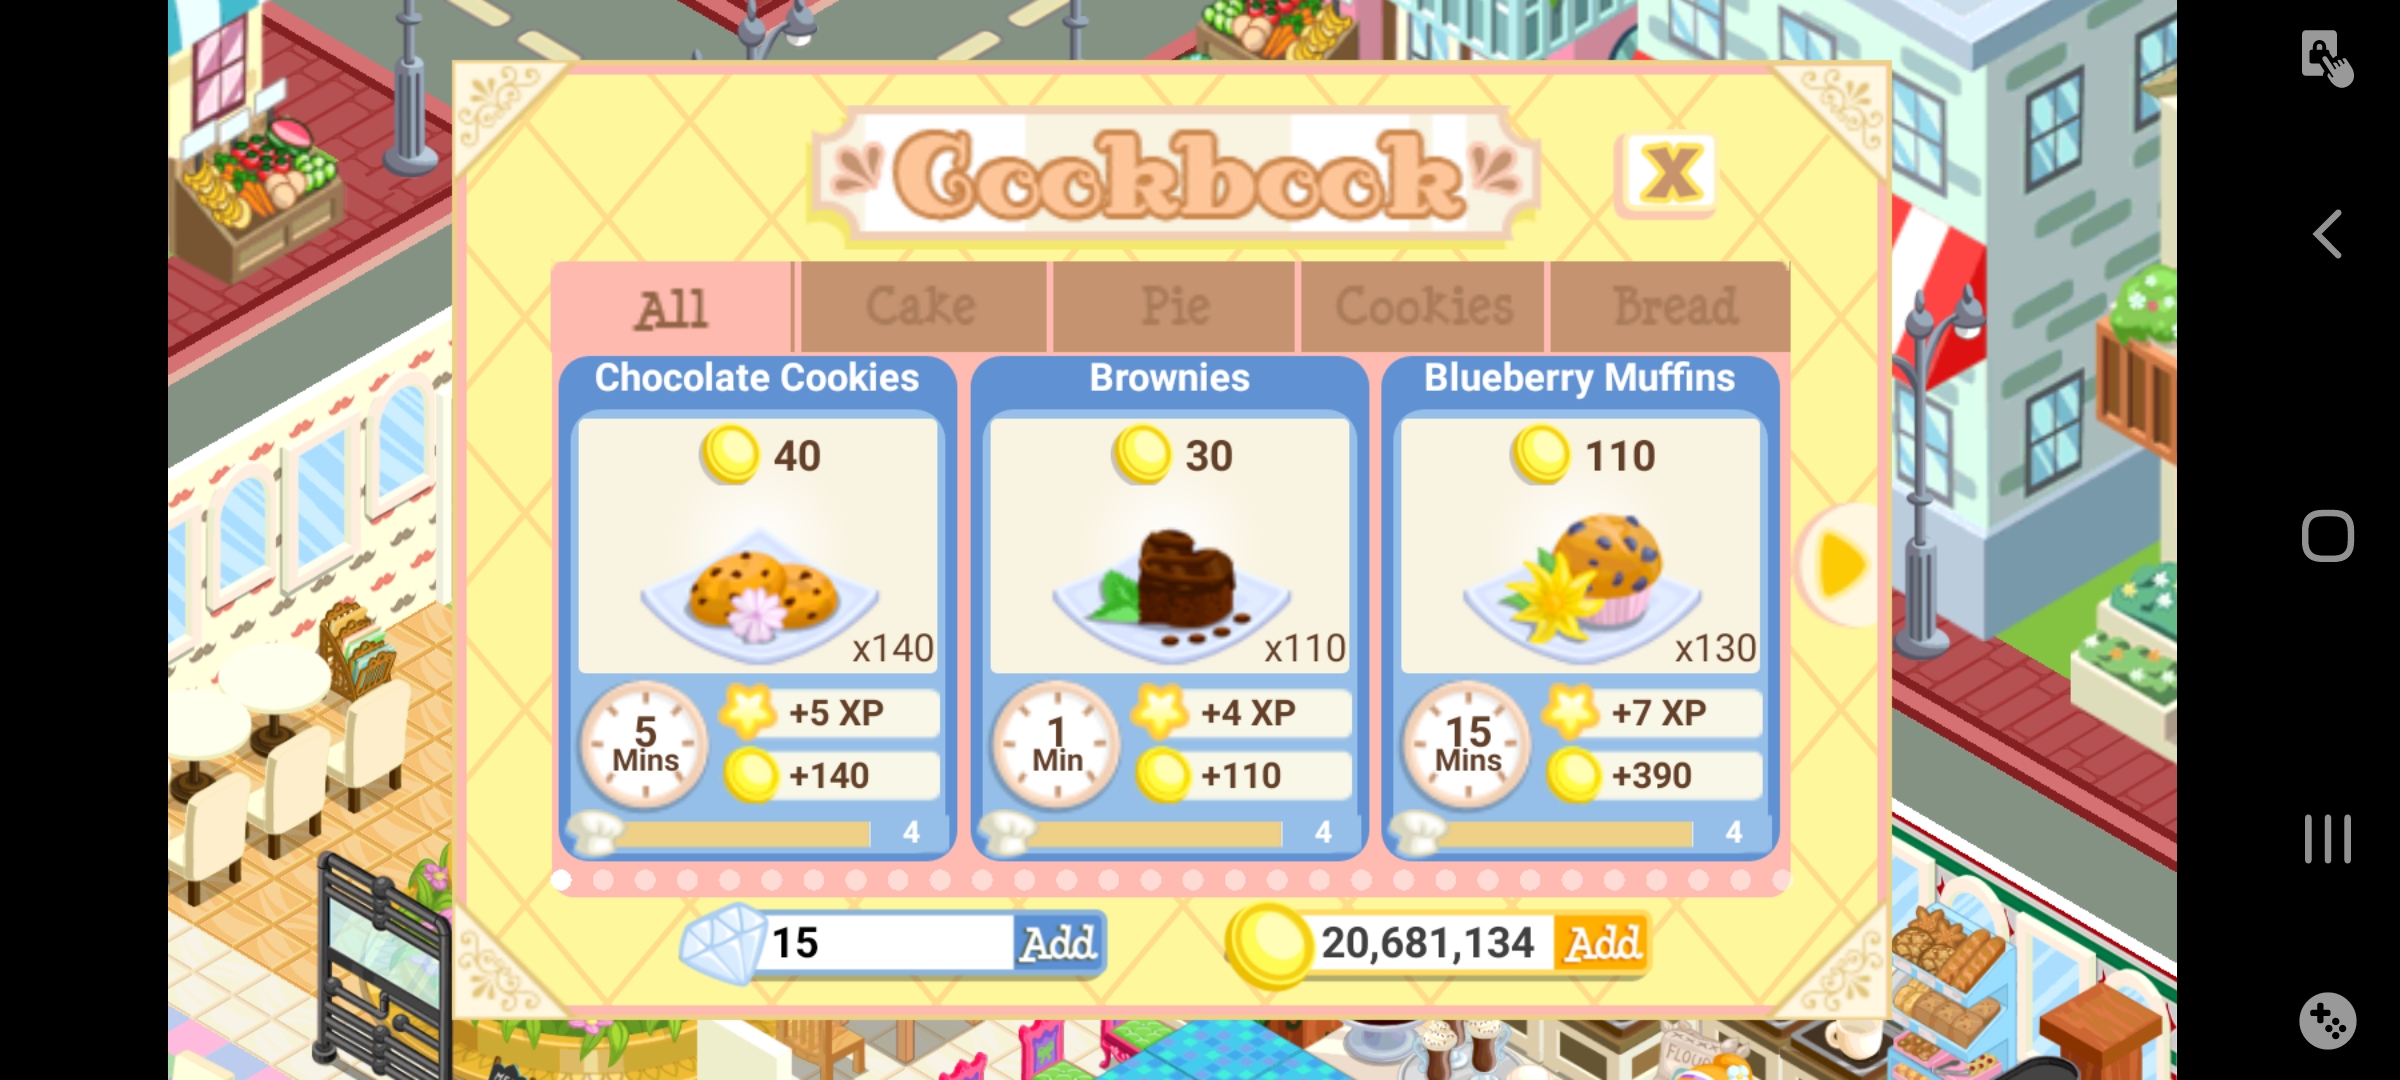 Cookbook
X
All Cake Pie Cookies Bread
Chocolate Cookies
40
x140
5
Mins
+5 XP
+140
4
Brownies
30
x110
1
Min
+4 XP
+110
4
Blueberry Muffins
110
x130
15
Mins
+7 XP
+390
4
15 Add
20,681,134 Add
FLOUR